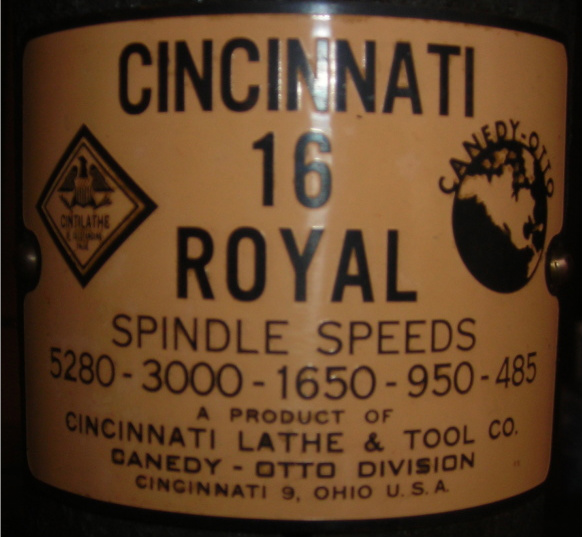 CINCINNATI
16
ROYAL
CINTILATHE
CANEDY-OTTO
SPINDLE SPEEDS
5280 - 3000 - 1650 - 950 - 485
A PRODUCT OF
CINCINNATI LATHE & TOOL CO.
CANEDY - OTTO DIVISION
CINCINNATI 9, OHIO U.S.A.